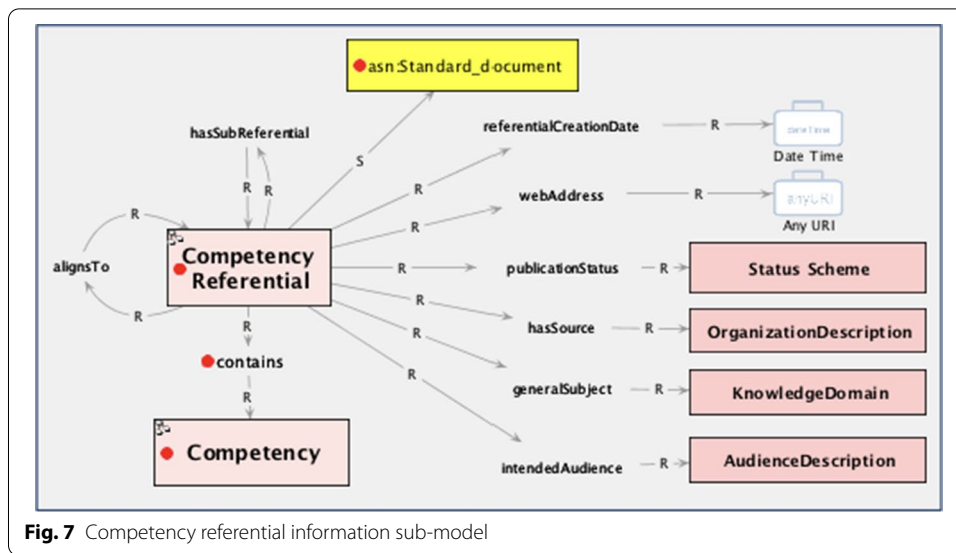 asn:Standard_document
hasSubReferential
referentialCreationDate
R
dateTime
Date Time
S
R
R
R
webAddress
R
anyURI
Any URI
R
R
alignsTo
R
Competency
Referential
R
publicationStatus
R
Status Scheme
R
hasSource
R
OrganizationDescription
R
contains
R
R
generalSubject
R
KnowledgeDomain
R
Competency
R
intendedAudience
R
AudienceDescription
Fig. 7 Competency referential information sub-model